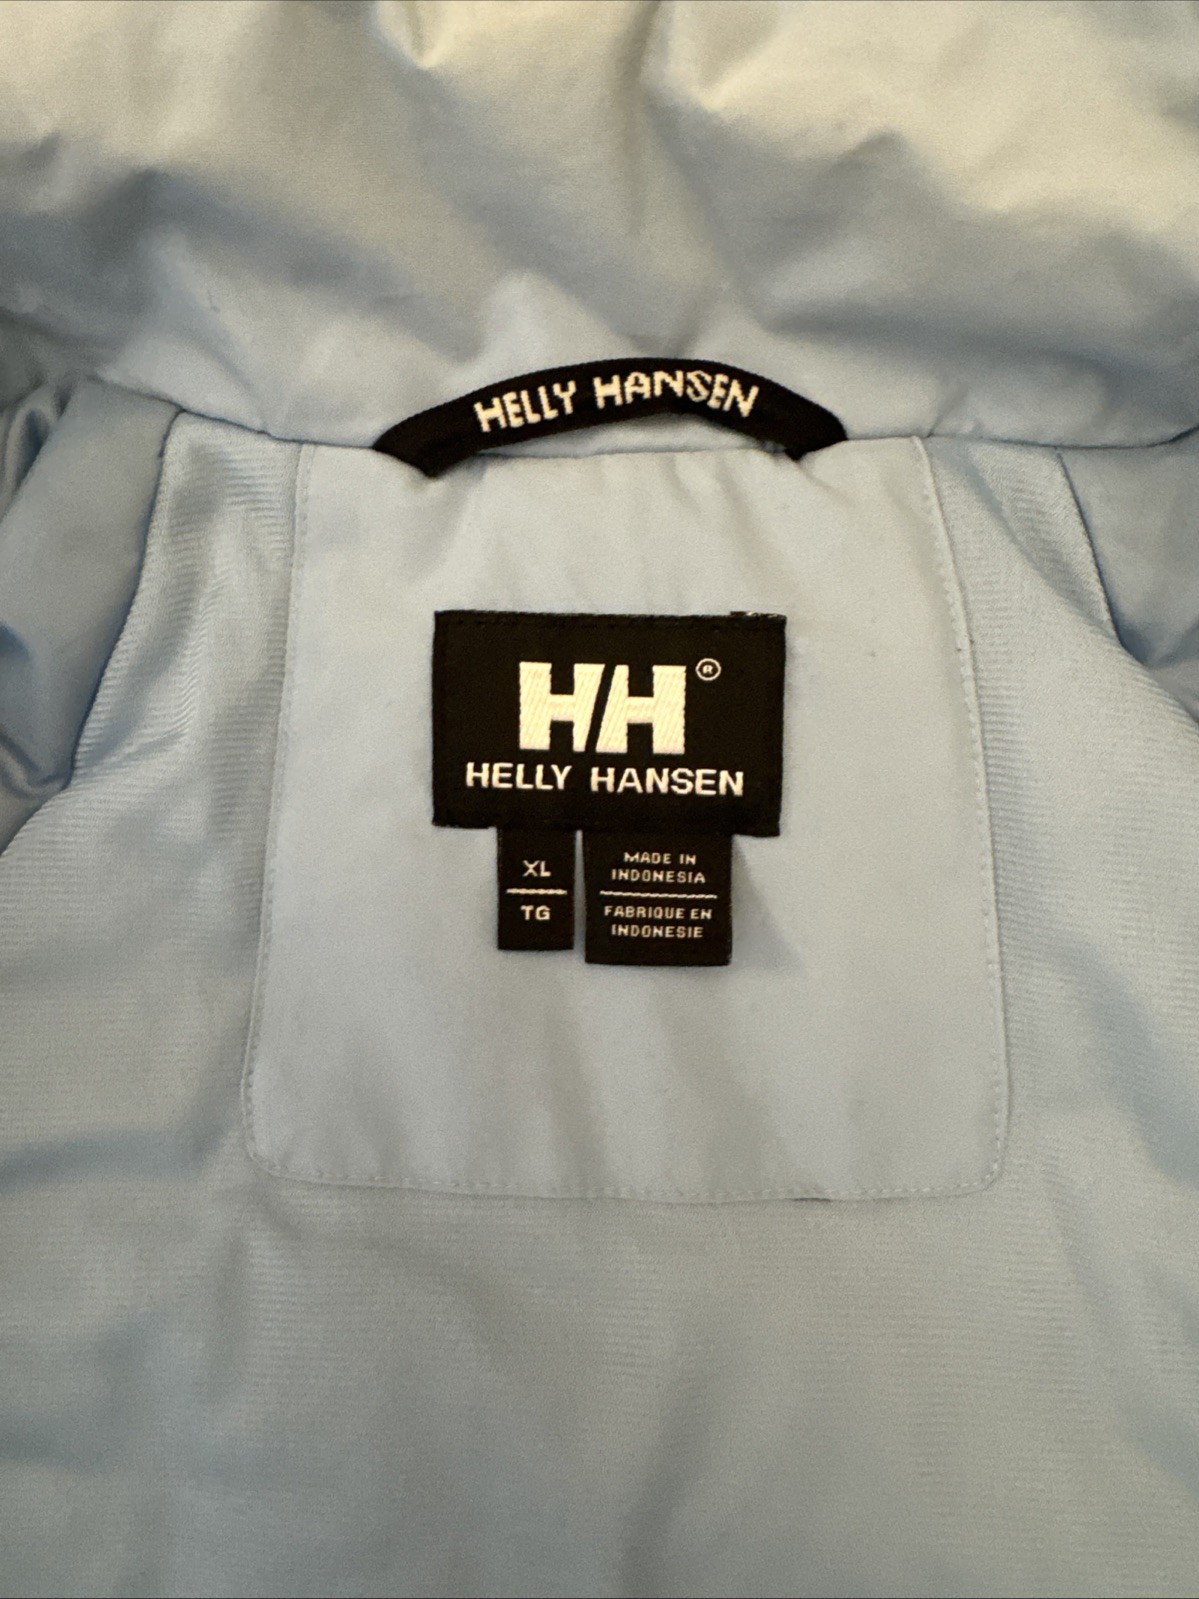 HELLY HANSEN
HH®
HELLY HANSEN
XL
TG
MADE IN
INDONESIA
FABRIQUE EN
INDONESIE